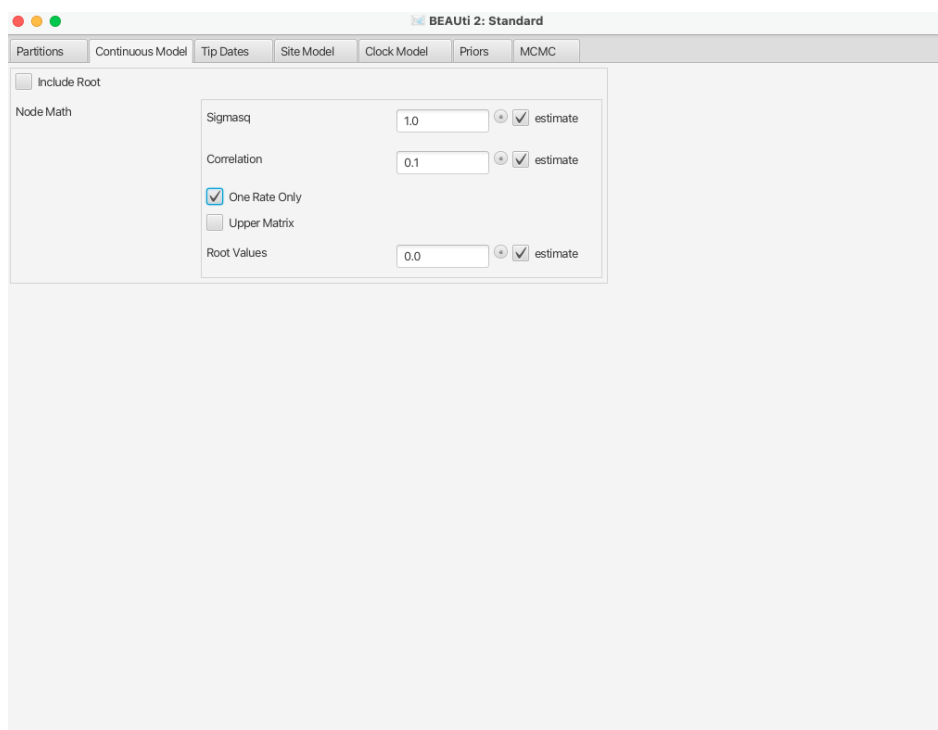 BEAUti 2: Standard
Partitions Continuous Model Tip Dates Site Model Clock Model Priors MCMC
Include Root
Node Math
Sigmasq 1.0 estimate
Correlation 0.1 estimate
One Rate Only
Upper Matrix
Root Values 0.0 estimate